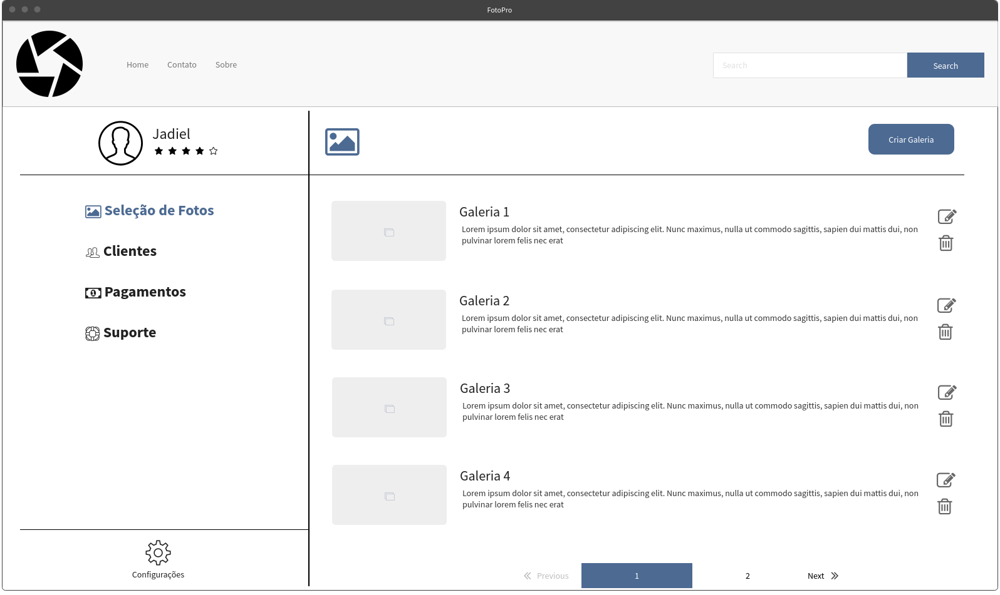 FotoPro
Home Contato Sobre
Search Search
Jadiel
Criar Galeria
Seleção de Fotos
Clientes
Pagamentos
Suporte
Configurações
Galeria 1
Lorem ipsum dolor sit amet, consectetur adipiscing elit. Nunc maximus, nulla ut commodo sagittis, sapien dui mattis dui, non
pulvinar lorem felis nec erat
Galeria 2
Lorem ipsum dolor sit amet, consectetur adipiscing elit. Nunc maximus, nulla ut commodo sagittis, sapien dui mattis dui, non
pulvinar lorem felis nec erat
Galeria 3
Lorem ipsum dolor sit amet, consectetur adipiscing elit. Nunc maximus, nulla ut commodo sagittis, sapien dui mattis dui, non
pulvinar lorem felis nec erat
Galeria 4
Lorem ipsum dolor sit amet, consectetur adipiscing elit. Nunc maximus, nulla ut commodo sagittis, sapien dui mattis dui, non
pulvinar lorem felis nec erat
Previous 1 2 Next